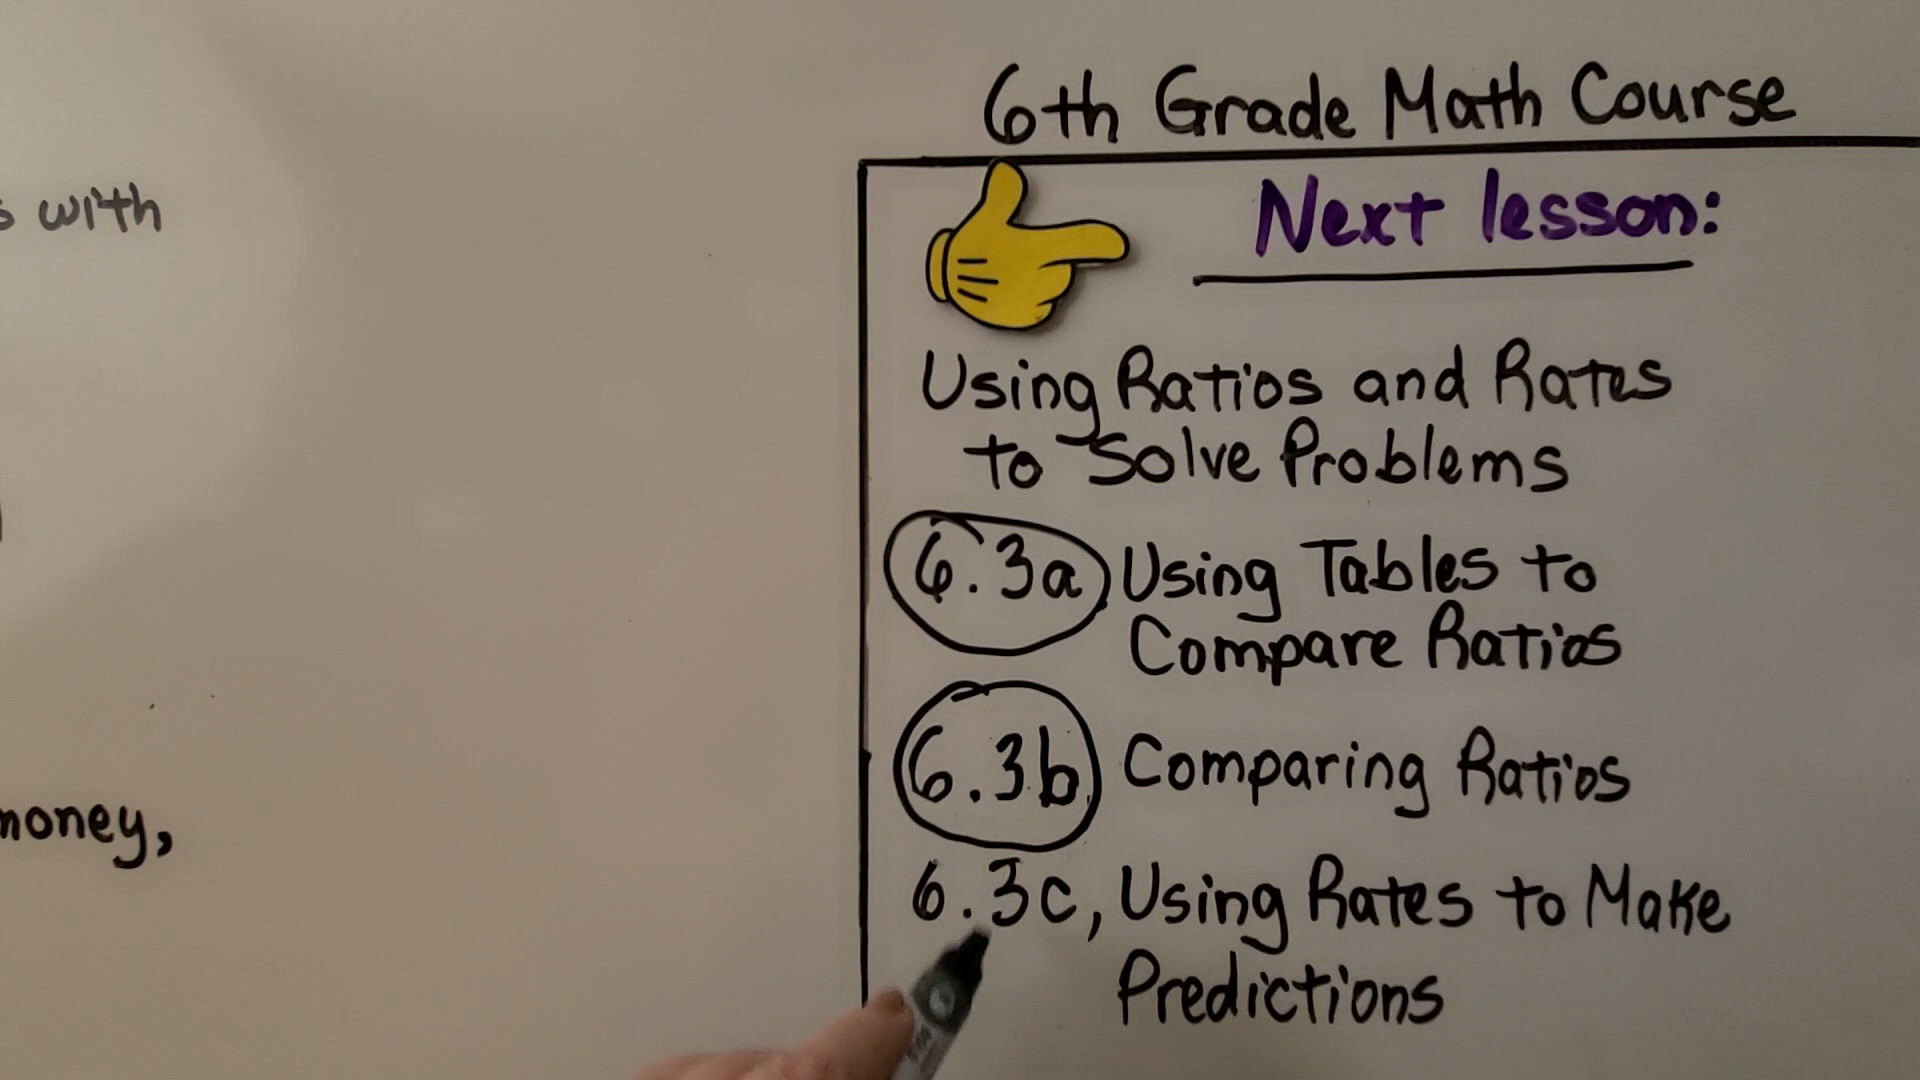 6th Grade Math Course
Next lesson:
Using Ratios and Rates
to Solve Problems
6.3a Using Tables to
Compare Ratios
6.3b Comparing Ratios
6.3c, Using Rates to Make
Predictions
with
money,